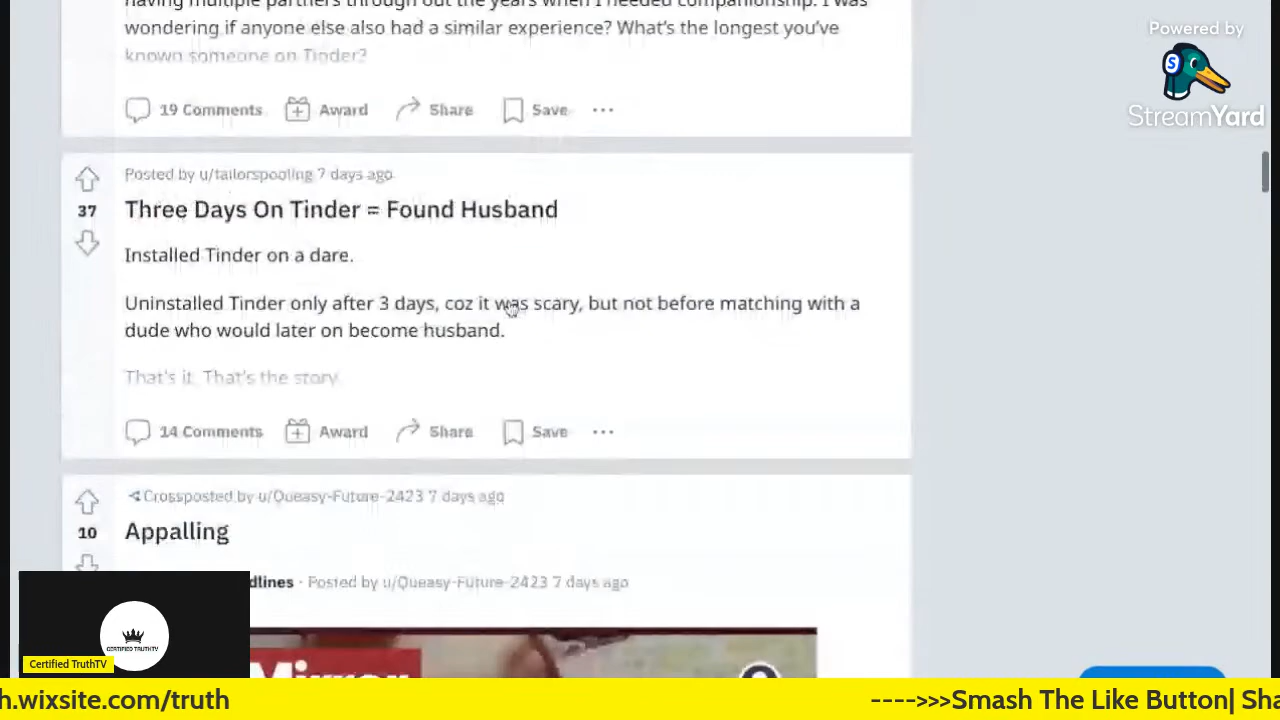 having multiple partners through out the years when I needed companionship. I was
wondering if anyone else also had a similar experience? What's the longest you've
known someone on Tinder?
Powered by
StreamYard
19 Comments Award Share Save
Posted by u/tailorspooling 7 days ago
37
Three Days On Tinder = Found Husband
Installed Tinder on a dare.
Uninstalled Tinder only after 3 days, coz it was scary, but not before matching with a
dude who would later on become husband.
That's it. That's the story.
14 Comments Award Share Save
Crossposted by u/Queasy-Future-2423 7 days ago
10
Appalling
dlines · Posted by u/Queasy-Future-2423 7 days ago
Mirror
CERTIFIED TRUTHTV
Certified TruthTV
h.wixsite.com/truth
---->>>Smash The Like Button| Sha